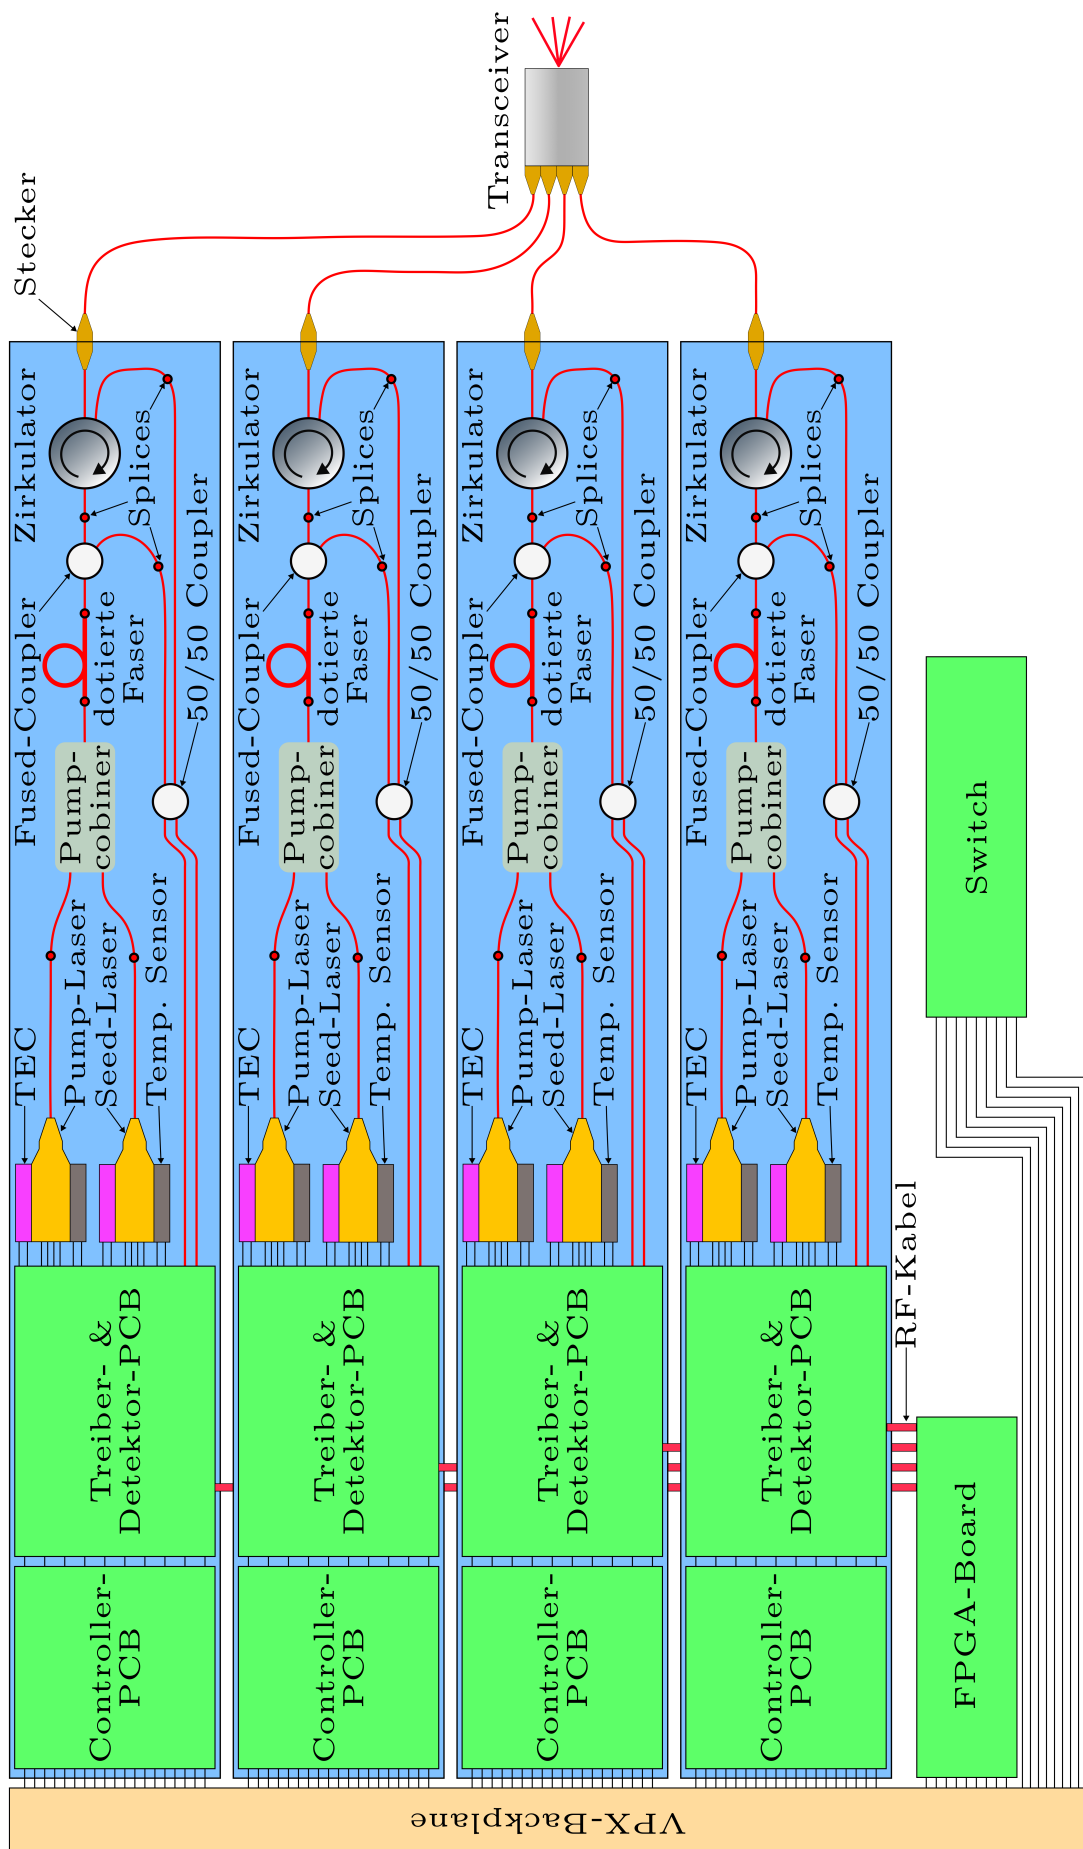 Transceiver
Stecker
Zirkulator
Splices
Fused-Coupler
dotierte
Faser
50/50 Coupler
Pump-
cobiner
TEC
Pump-Laser
Seed-Laser
Temp. Sensor
Treiber- &
Detektor-PCB
Controller-
PCB
Zirkulator
Splices
Fused-Coupler
dotierte
Faser
50/50 Coupler
Pump-
cobiner
TEC
Pump-Laser
Seed-Laser
Temp. Sensor
Treiber- &
Detektor-PCB
Controller-
PCB
Zirkulator
Splices
Fused-Coupler
dotierte
Faser
50/50 Coupler
Pump-
cobiner
TEC
Pump-Laser
Seed-Laser
Temp. Sensor
Treiber- &
Detektor-PCB
Controller-
PCB
Zirkulator
Splices
Fused-Coupler
dotierte
Faser
50/50 Coupler
Pump-
cobiner
TEC
Pump-Laser
Seed-Laser
Temp. Sensor
Treiber- &
Detektor-PCB
Controller-
PCB
RF-Kabel
Switch
FPGA-Board
VPX-Backplane